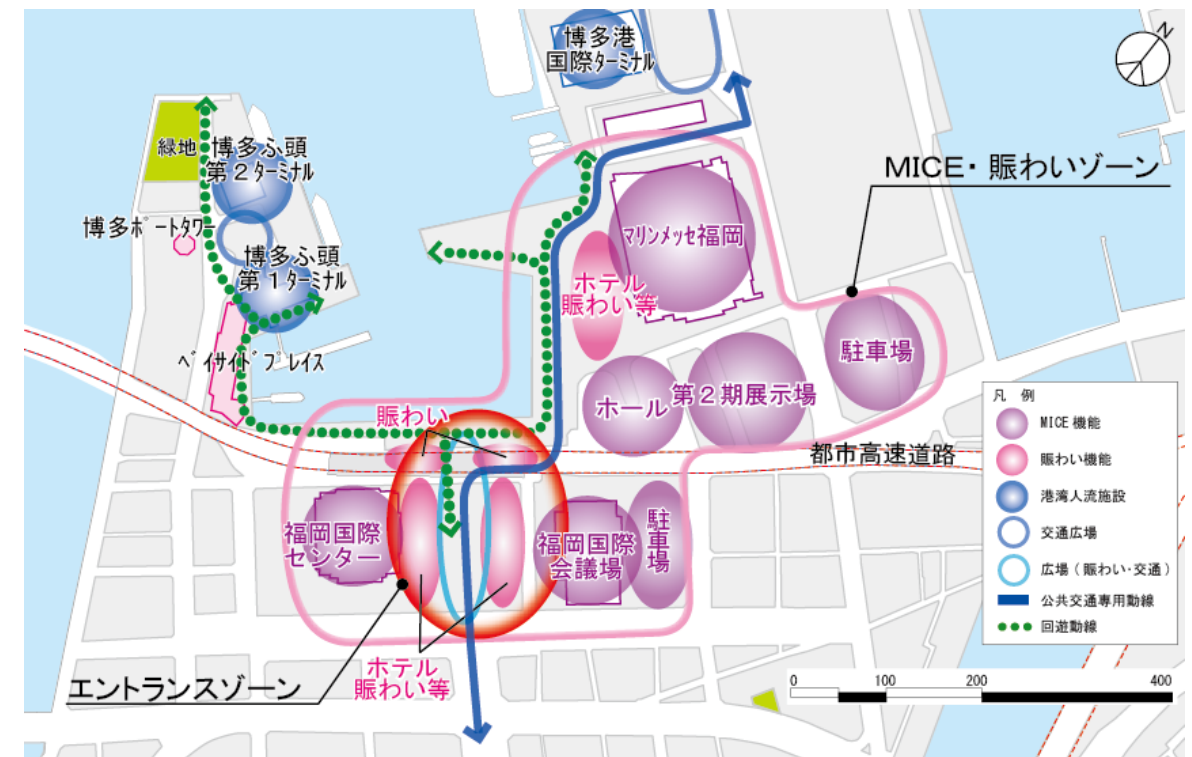 博多港
国際ターミナル
N
緑地
博多ふ頭
第2ターミナル
MICE・賑わいゾーン
博多ポートタワー
マリンメッセ福岡
博多ふ頭
第1ターミナル
ホテル
賑わい等
駐車場
ベイサイドプレイス
ホール
第2期展示場
賑わい
都市高速道路
福岡国際
センター
福岡国際
会議場
駐車場
ホテル
賑わい等
エントランスゾーン
凡 例
MICE機能
賑わい機能
港湾人流施設
交通広場
広場(賑わい・交通)
公共交通専用動線
回遊動線
0 100 200 400